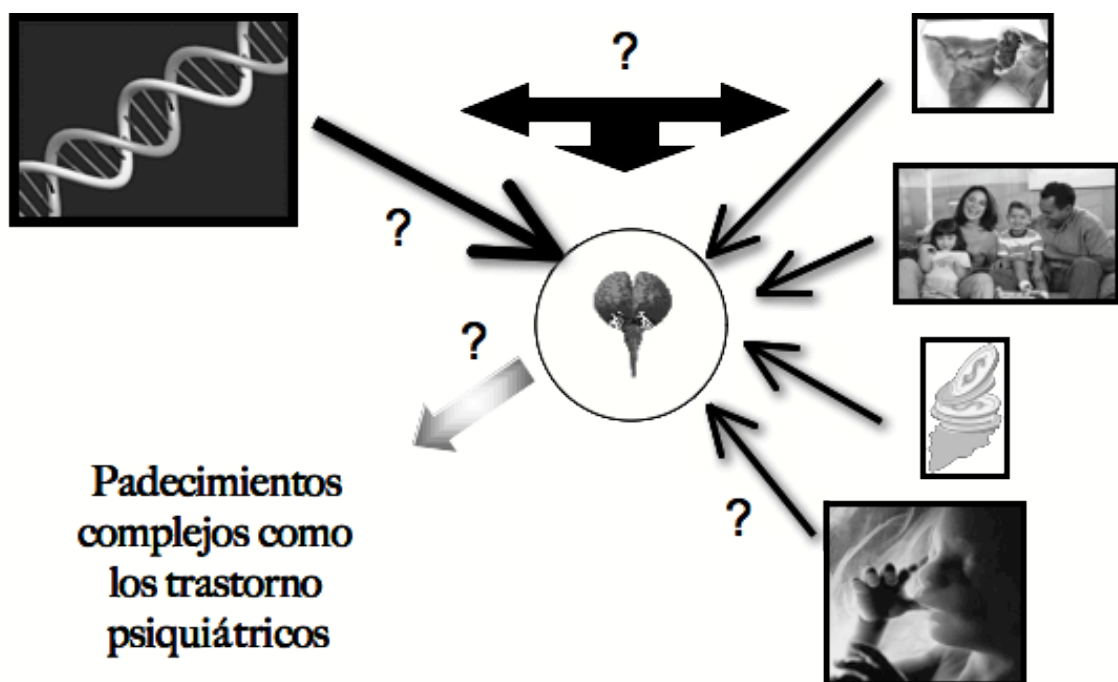 ?
?
?
?
Padecimientos
complejos como
los trastorno
psiquiátricos